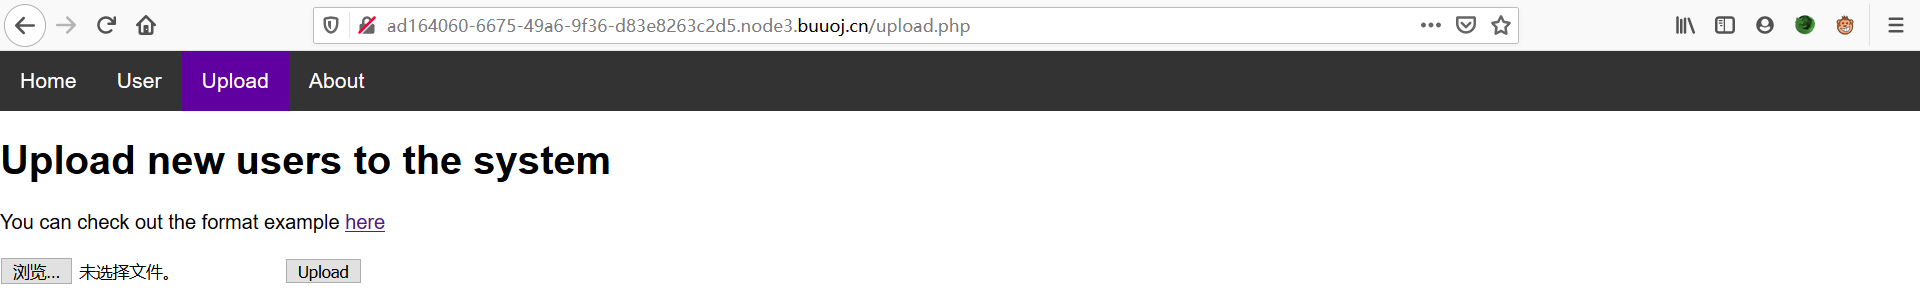 ad164060-6675-49a6-9f36-d83e8263c2d5.node3.buuoj.cn/upload.php
Home User Upload About
Upload new users to the system
You can check out the format example here
浏览... 未选择文件。 Upload